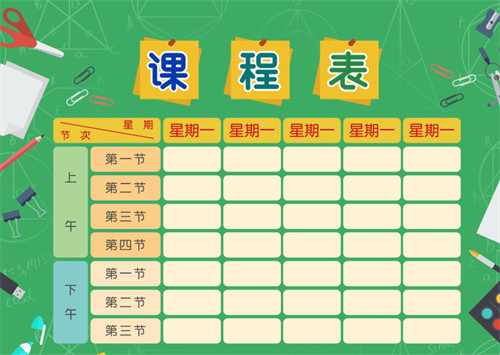 课程表
星期
节次
星期一 星期一 星期一 星期一 星期一
上午
第一节
第二节
第三节
第四节
下午
第一节
第二节
第三节